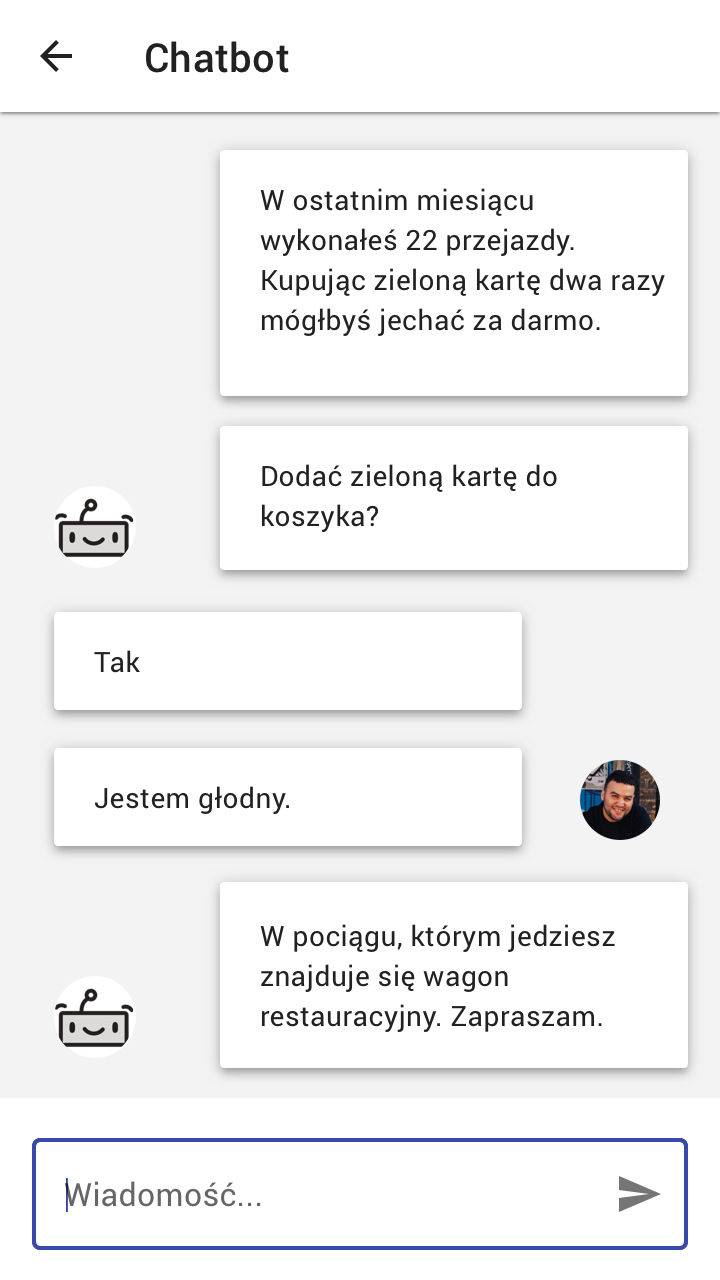 Chatbot
W ostatnim miesiącu
wykonałeś 22 przejazdy.
Kupując zieloną kartę dwa razy
mógłbyś jechać za darmo.
Dodać zieloną kartę do
koszyka?
Tak
Jestem głodny.
W pociągu, którym jedziesz
znajduje się wagon
restauracyjny. Zapraszam.
Wiadomość...